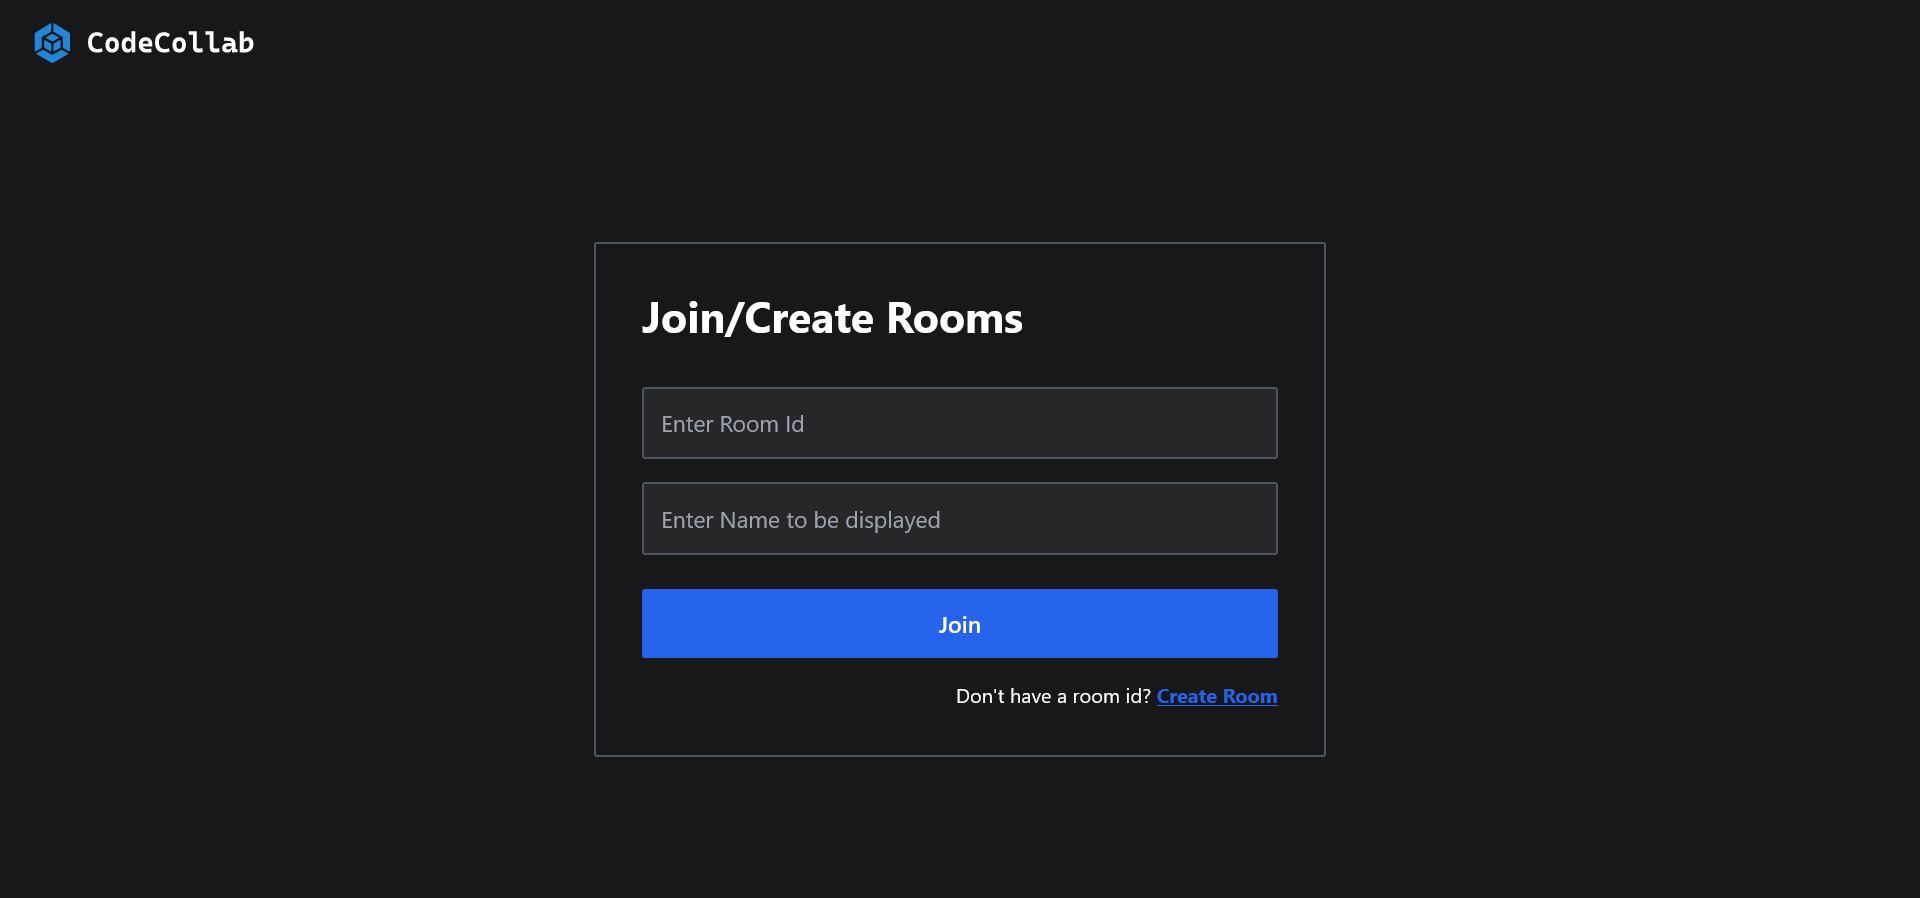 CodeCollab
Join/Create Rooms
Enter Room Id
Enter Name to be displayed
Join
Don't have a room id? Create Room